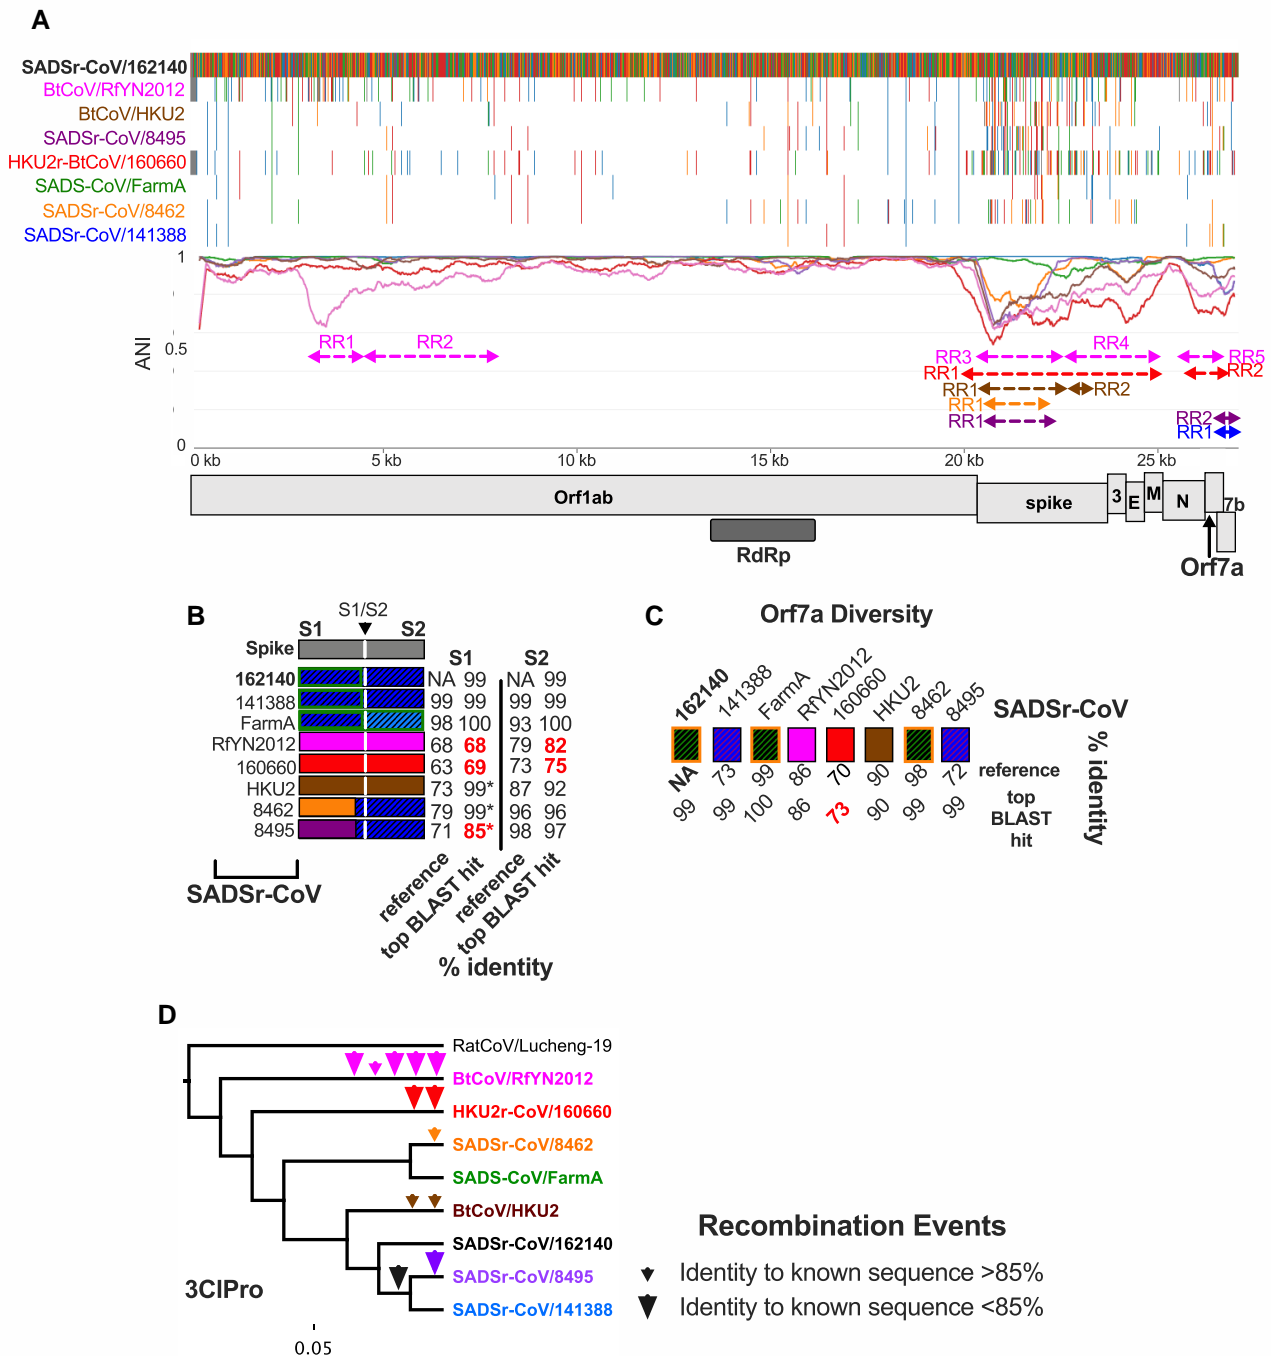 A
SADSr-CoV/162140
BtCoV/RfYN2012
BtCoV/HKU2
SADSr-CoV/8495
HKU2r-BtCoV/160660
SADS-CoV/FarmA
SADSr-CoV/8462
SADSr-CoV/141388
1
ANI
0.5
0
RR1 RR2 RR3 RR4 RR5
RR1 RR2
RR1 RR2
RR1
RR1 RR2
RR1
0 kb 5 kb 10 kb 15 kb 20 kb 25 kb
Orf1ab spike 3 E M N 7b
RdRp
Orf7a
B
S1/S2
S1 S2
Spike
S1 S2
162140 NA 99 NA 99
141388 99 99 99 99
FarmA 98 100 93 100
RfYN2012 68 68 79 82
160660 63 69 73 75
HKU2 73 99* 87 92
8462 79 99* 96 96
8495 71 85* 98 97
SADSr-CoV
reference
top BLAST hit
reference
top BLAST hit
% identity
C
Orf7a Diversity
162140 141388 FarmA RfYN2012 160660 HKU2 8462 8495
SADSr-CoV
NA 73 99 86 70 90 98 72 reference
99 99 100 86 73 90 99 99 top
BLAST
hit
% identity
D
RatCoV/Lucheng-19
BtCoV/RfYN2012
HKU2r-CoV/160660
SADSr-CoV/8462
SADS-CoV/FarmA
BtCoV/HKU2
SADSr-CoV/162140
SADSr-CoV/8495
SADSr-CoV/141388
3ClPro
0.05
Recombination Events
Identity to known sequence >85%
Identity to known sequence <85%